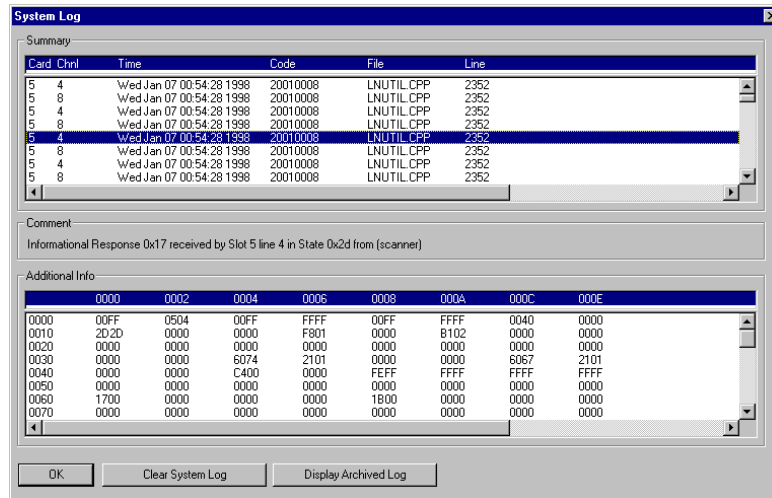 System Log
Summary
Card Chnl Time Code File Line
5 4 Wed Jan 07 00:54:28 1998 20010008 LNUTIL.CPP 2352
5 8 Wed Jan 07 00:54:28 1998 20010008 LNUTIL.CPP 2352
5 4 Wed Jan 07 00:54:28 1998 20010008 LNUTIL.CPP 2352
5 8 Wed Jan 07 00:54:28 1998 20010008 LNUTIL.CPP 2352
5 4 Wed Jan 07 00:54:28 1998 20010008 LNUTIL.CPP 2352
5 8 Wed Jan 07 00:54:28 1998 20010008 LNUTIL.CPP 2352
5 4 Wed Jan 07 00:54:28 1998 20010008 LNUTIL.CPP 2352
5 8 Wed Jan 07 00:54:28 1998 20010008 LNUTIL.CPP 2352
Comment
Informational Response 0x17 received by Slot 5 line 4 in State 0x2d from (scanner)
Additional Info
0000 0002 0004 0006 0008 000A 000C 000E
0000 00FF 0504 00FF FFFF 00FF FFFF 0040 0000
0010 2D2D 0000 0000 F801 0000 B102 0000 0000
0020 0000 0000 0000 0000 0000 0000 0000 0000
0030 0000 0000 6074 2101 0000 0000 6067 2101
0040 0000 0000 C400 0000 FEFF FFFF FFFF FFFF
0050 0000 0000 0000 0000 0000 0000 0000 0000
0060 1700 0000 0000 0000 1B00 0000 0000 0000
0070 0000 0000 0000 0000 0000 0000 0000 0000
OK Clear System Log Display Archived Log